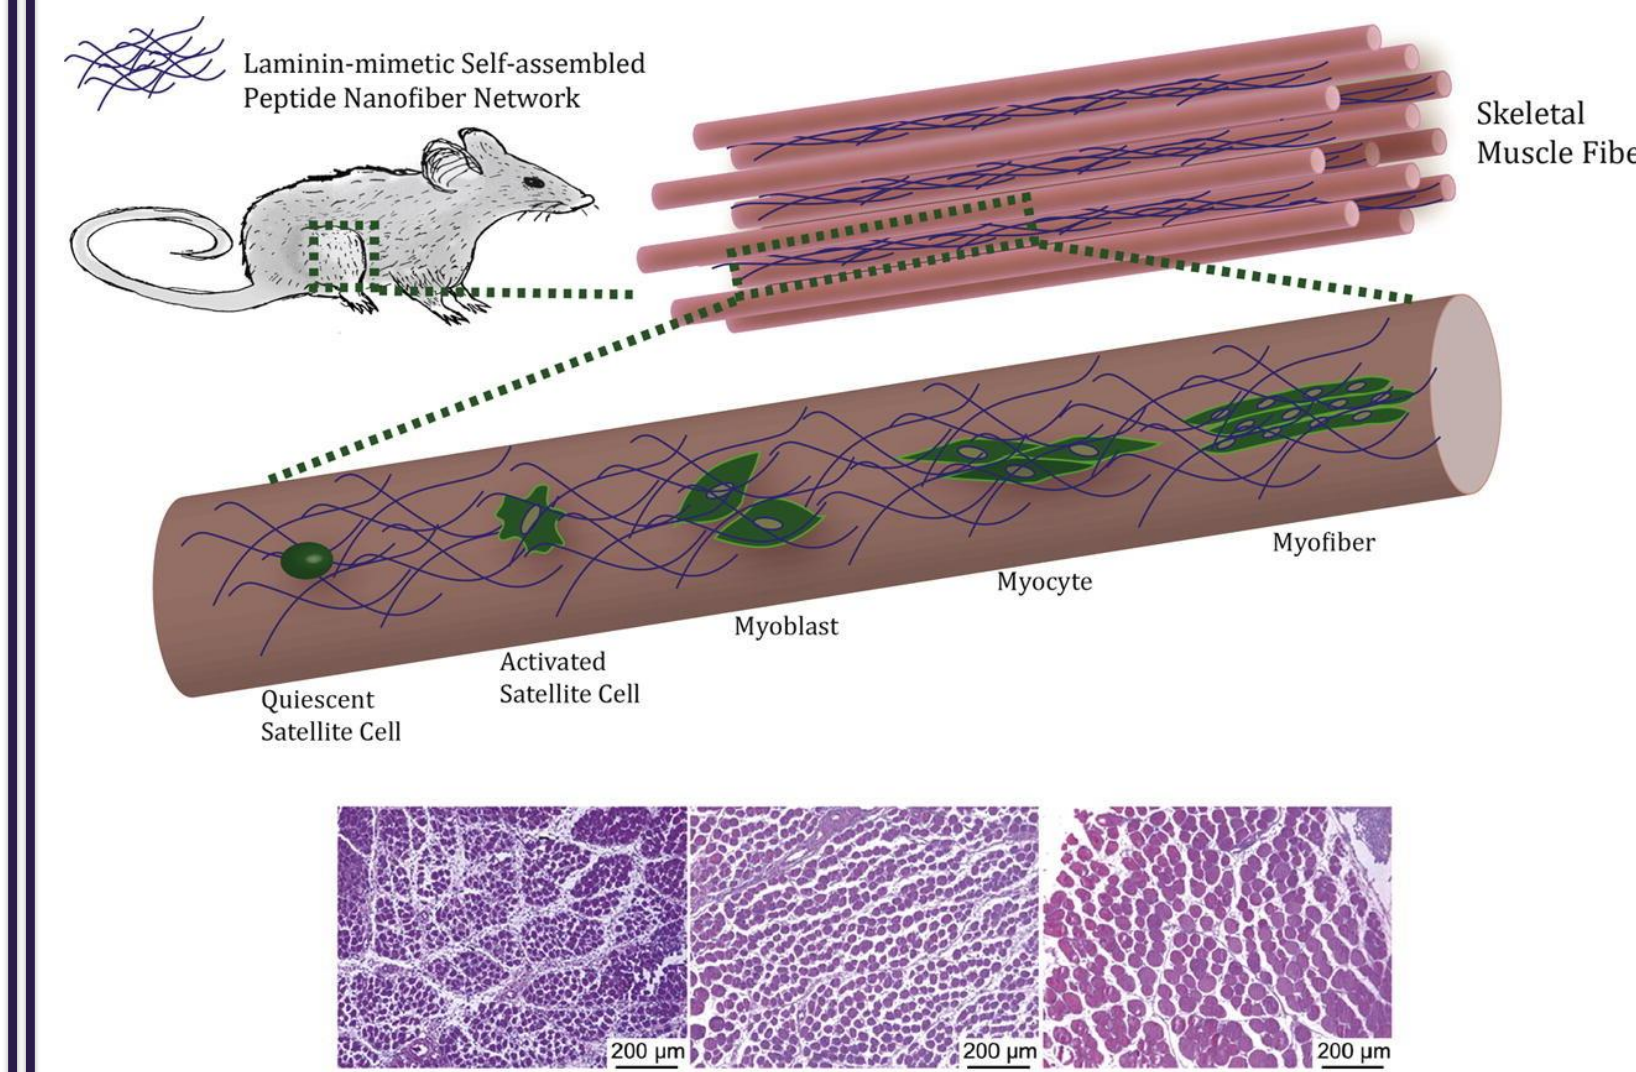 Laminin-mimetic Self-assembled
Peptide Nanofiber Network
Skeletal
Muscle Fibe
Myofiber
Myocyte
Myoblast
Activated
Satellite Cell
Quiescent
Satellite Cell
200 µm
200 µm
200 µm